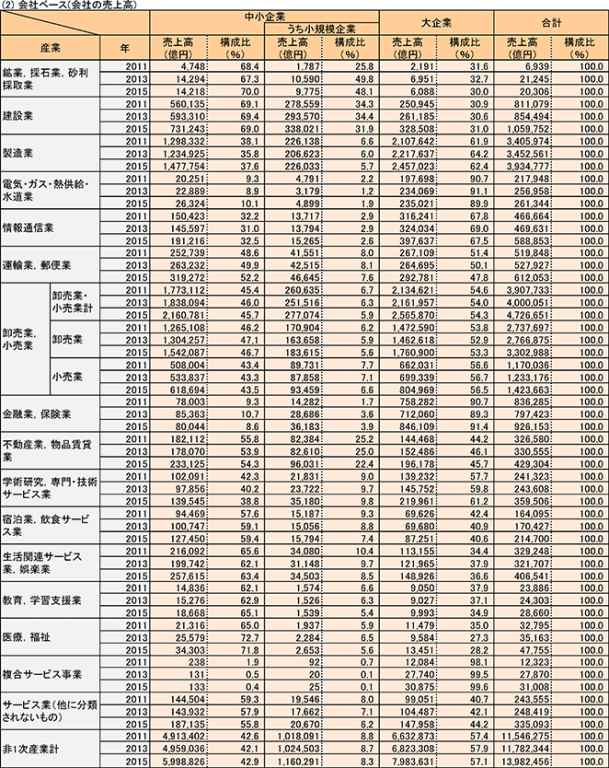 (2) 会社ベース(会社の売上高)
中小企業 大企業 合計
うち小規模企業
産業 年 売上高 構成比 売上高 構成比 売上高 構成比 売上高 構成比
(億円) (%) (億円) (%) (億円) (%) (億円) (%)
鉱業, 採石業, 砂利採取業
2011 4,748 68.4 1,787 25.8 2,191 31.6 6,939 100.0
2013 14,294 67.3 10,590 49.8 6,951 32.7 21,245 100.0
2015 14,218 70.0 9,775 48.1 6,088 30.0 20,306 100.0
建設業
2011 560,135 69.1 278,559 34.3 250,945 30.9 811,079 100.0
2013 593,310 69.4 293,570 34.4 261,185 30.6 854,494 100.0
2015 731,243 69.0 338,021 31.9 328,508 31.0 1,059,752 100.0
製造業
2011 1,298,332 38.1 226,138 6.6 2,107,642 61.9 3,405,974 100.0
2013 1,234,925 35.8 206,623 6.0 2,217,637 64.2 3,452,561 100.0
2015 1,477,754 37.6 226,033 5.7 2,457,023 62.4 3,934,777 100.0
電気・ガス・熱供給・水道業
2011 20,251 9.3 4,791 2.2 197,698 90.7 217,948 100.0
2013 22,889 8.9 3,179 1.2 234,069 91.1 256,958 100.0
2015 26,324 10.1 4,899 1.9 235,021 89.9 261,344 100.0
情報通信業
2011 150,423 32.2 13,717 2.9 316,241 67.8 466,664 100.0
2013 145,597 31.0 13,794 2.9 324,034 69.0 469,631 100.0
2015 191,216 32.5 15,265 2.6 397,637 67.5 588,853 100.0
運輸業, 郵便業
2011 252,739 48.6 41,551 8.0 267,109 51.4 519,848 100.0
2013 263,232 49.9 42,515 8.1 264,695 50.1 527,927 100.0
2015 319,272 52.2 46,645 7.6 292,781 47.8 612,053 100.0
卸売業, 小売業
卸売業・小売業計
2011 1,773,112 45.4 260,635 6.7 2,134,621 54.6 3,907,733 100.0
2013 1,838,094 46.0 251,516 6.3 2,161,957 54.0 4,000,051 100.0
2015 2,160,781 45.7 277,074 5.9 2,565,870 54.3 4,726,651 100.0
卸売業
2011 1,265,108 46.2 170,904 6.2 1,472,590 53.8 2,737,697 100.0
2013 1,304,257 47.1 163,658 5.9 1,462,618 52.9 2,766,875 100.0
2015 1,542,087 46.7 183,615 5.6 1,760,900 53.3 3,302,988 100.0
小売業
2011 508,004 43.4 89,731 7.7 662,031 56.6 1,170,036 100.0
2013 533,837 43.3 87,858 7.1 699,339 56.7 1,233,176 100.0
2015 618,694 43.5 93,459 6.6 804,969 56.5 1,423,663 100.0
金融業, 保険業
2011 78,003 9.3 14,282 1.7 758,282 90.7 836,285 100.0
2013 85,363 10.7 28,686 3.6 712,060 89.3 797,423 100.0
2015 80,044 8.6 36,183 3.9 846,109 91.4 926,153 100.0
不動産業, 物品賃貸業
2011 182,112 55.8 82,384 25.2 144,468 44.2 326,580 100.0
2013 178,070 53.9 82,610 25.0 152,486 46.1 330,555 100.0
2015 233,125 54.3 96,031 22.4 196,178 45.7 429,304 100.0
学術研究, 専門・技術サービス業
2011 102,091 42.3 21,831 9.0 139,232 57.7 241,323 100.0
2013 97,856 40.2 23,722 9.7 145,752 59.8 243,608 100.0
2015 139,545 38.8 35,180 9.8 219,961 61.2 359,506 100.0
宿泊業, 飲食サービス業
2011 94,469 57.6 15,187 9.3 69,626 42.4 164,095 100.0
2013 100,747 59.1 15,056 8.8 69,680 40.9 170,427 100.0
2015 127,450 59.4 15,794 7.4 87,251 40.6 214,700 100.0
生活関連サービス業, 娯楽業
2011 216,092 65.6 34,080 10.4 113,155 34.4 329,248 100.0
2013 199,742 62.1 31,148 9.7 121,965 37.9 321,707 100.0
2015 257,615 63.4 34,503 8.5 148,926 36.6 406,541 100.0
教育, 学習支援業
2011 14,836 62.1 1,574 6.6 9,050 37.9 23,886 100.0
2013 15,276 62.9 1,526 6.3 9,027 37.1 24,303 100.0
2015 18,668 65.1 1,539 5.4 9,993 34.9 28,660 100.0
医療, 福祉
2011 21,316 65.0 1,937 5.9 11,479 35.0 32,795 100.0
2013 25,579 72.7 2,284 6.5 9,584 27.3 35,163 100.0
2015 34,303 71.8 2,653 5.6 13,451 28.2 47,755 100.0
複合サービス事業
2011 238 1.9 92 0.7 12,084 98.1 12,323 100.0
2013 131 0.5 20 0.1 27,740 99.5 27,870 100.0
2015 133 0.4 25 0.1 30,875 99.6 31,008 100.0
サービス業(他に分類されないもの)
2011 144,504 59.3 19,546 8.0 99,051 40.7 243,555 100.0
2013 143,932 57.9 17,662 7.1 104,487 42.1 248,419 100.0
2015 187,135 55.8 20,670 6.2 147,958 44.2 335,093 100.0
非1次産業計
2011 4,913,402 42.6 1,018,091 8.8 6,632,873 57.4 11,546,275 100.0
2013 4,959,036 42.1 1,024,503 8.7 6,823,308 57.9 11,782,344 100.0
2015 5,998,826 42.9 1,160,291 8.3 7,983,631 57.1 13,982,456 100.0